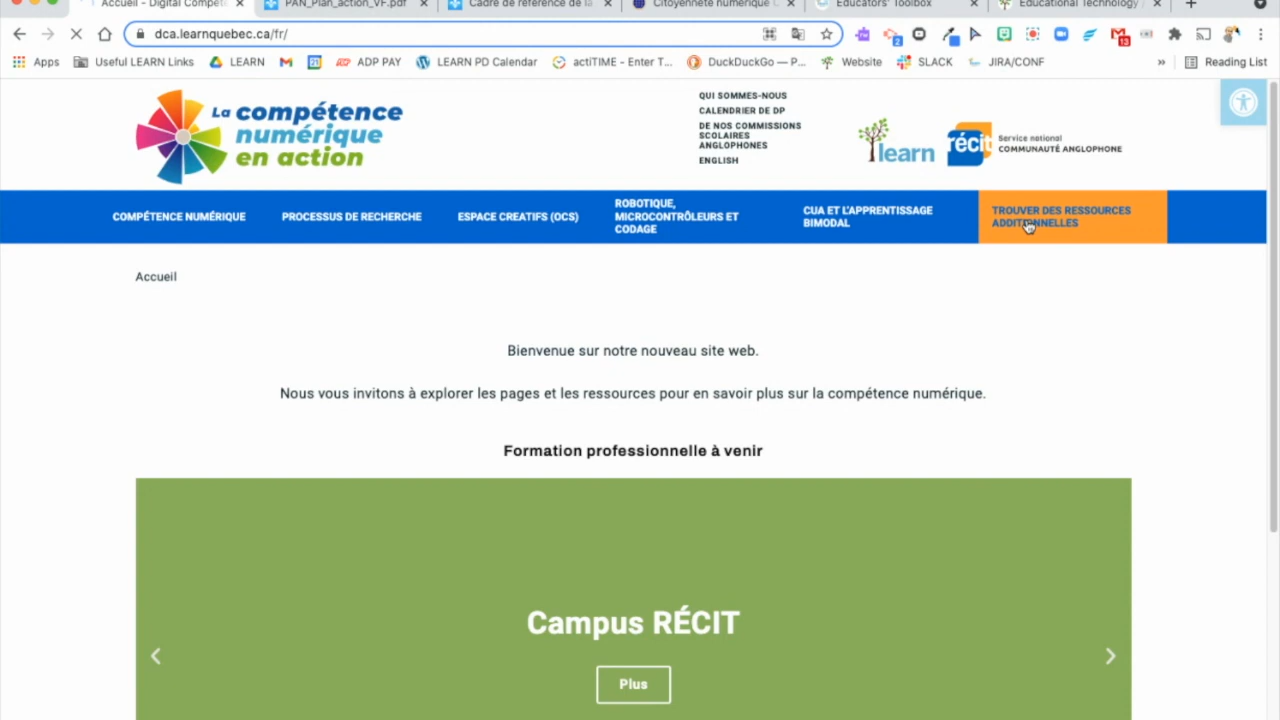 Accueil - Digital Compet
PAN_Plan_action_VF.pdf
Cadre de référence de la
Citoyenneté numérique
Educators' Toolbox
Educational Technology
dca.learnquebec.ca/fr/
2
13
Apps
Useful LEARN Links
LEARN
ADP PAY
LEARN PD Calendar
actiTIME - Enter T...
DuckDuckGo — P...
Website
SLACK
JIRA/CONF
»
Reading List
La compétence
numérique
en action
QUI SOMMES-NOUS
CALENDRIER DE DP
DE NOS COMMISSIONS
SCOLAIRES
ANGLOPHONES
ENGLISH
learn
récit
Service national
COMMUNAUTÉ ANGLOPHONE
COMPÉTENCE NUMÉRIQUE
PROCESSUS DE RECHERCHE
ESPACE CREATIFS (OCS)
ROBOTIQUE,
MICROCONTRÔLEURS ET
CODAGE
CUA ET L'APPRENTISSAGE
BIMODAL
TROUVER DES RESSOURCES
ADDITIONNELLES
Accueil
Bienvenue sur notre nouveau site web.
Nous vous invitons à explorer les pages et les ressources pour en savoir plus sur la compétence numérique.
Formation professionnelle à venir
Campus RÉCIT
Plus